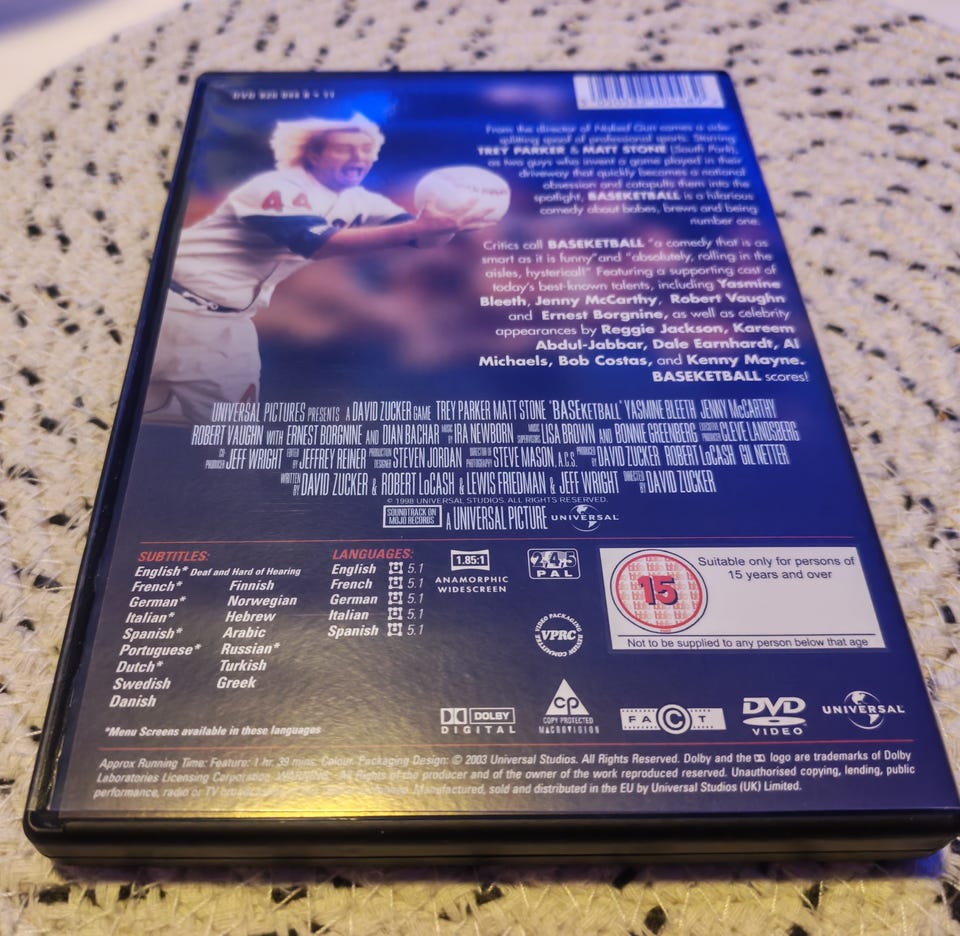 DVD 820 895 8 - 11
From the director of Naked Gun comes a side-
splitting spoof of professional sports. Starring
TREY PARKER & MATT STONE (South Park),
as two guys who invent a game played in their
driveway that quickly becomes a national
obsession and catapults them into the
spotlight, BASEKETBALL is a hilarious
comedy about babes, brews and being
number one.
Critics call BASEKETBALL "a comedy that is as
smart as it is funny" and "absolutely, rolling in the
aisles, hysterical!" Featuring a supporting cast of
today's best-known talents, including Yasmine
Bleeth, Jenny McCarthy, Robert Vaughn
and Ernest Borgnine, as well as celebrity
appearances by Reggie Jackson, Kareem
Abdul-Jabbar, Dale Earnhardt, Al
Michaels, Bob Costas, and Kenny Mayne.
BASEKETBALL scores!
44
UNIVERSAL PICTURES PRESENTS A DAVID ZUCKER GAME TREY PARKER MATT STONE 'BASEKETBALL' YASMINE BLEETH JENNY McCARTHY
ROBERT VAUGHN WITH ERNEST BORGNINE AND DIAN BACHAR MUSIC BY IRA NEWBORN MUSIC SUPERVISORS LISA BROWN AND BONNIE GREENBERG EXECUTIVE PRODUCER CLEVE LANDSBERG
CO PRODUCER JEFF WRIGHT EDITED BY JEFFREY REINER PRODUCTION DESIGNER STEVEN JORDAN DIRECTOR OF PHOTOGRAPHY STEVE MASON A.C.S. PRODUCED BY DAVID ZUCKER ROBERT LoCASH GIL NETTER
WRITTEN BY DAVID ZUCKER & ROBERT LoCASH & LEWIS FRIEDMAN & JEFF WRIGHT DIRECTED BY DAVID ZUCKER
© 1998 UNIVERSAL STUDIOS. ALL RIGHTS RESERVED.
SOUNDTRACK ON MOJO RECORDS A UNIVERSAL PICTURE UNIVERSAL
SUBTITLES:
English* Deaf and Hard of Hearing
French* Finnish
German* Norwegian
Italian* Hebrew
Spanish* Arabic
Portuguese* Russian*
Dutch* Turkish
Swedish Greek
Danish
*Menu Screens available in these languages
LANGUAGES:
English 5.1
French 5.1
German 5.1
Italian 5.1
Spanish 5.1
1.85:1
ANAMORPHIC
WIDESCREEN
2,4,5
PAL
VIDEO PACKAGING REVIEW COMMITTEE
VPRC
15
Suitable only for persons of
15 years and over
Not to be supplied to any person below that age
DOLBY
DIGITAL
CP
COPY PROTECTED
MACROVISION
FACT
DVD
VIDEO
UNIVERSAL
Approx Running Time: Feature: 1 hr. 39 mins. Colour. Packaging Design: © 2003 Universal Studios. All Rights Reserved. Dolby and the logo are trademarks of Dolby
Laboratories Licensing Corporation. WARNING: All Rights of the producer and of the owner of the work reproduced reserved. Unauthorised copying, lending, public
performance, radio or TV Manufactured, sold and distributed in the EU by Universal Studios (UK) Limited.